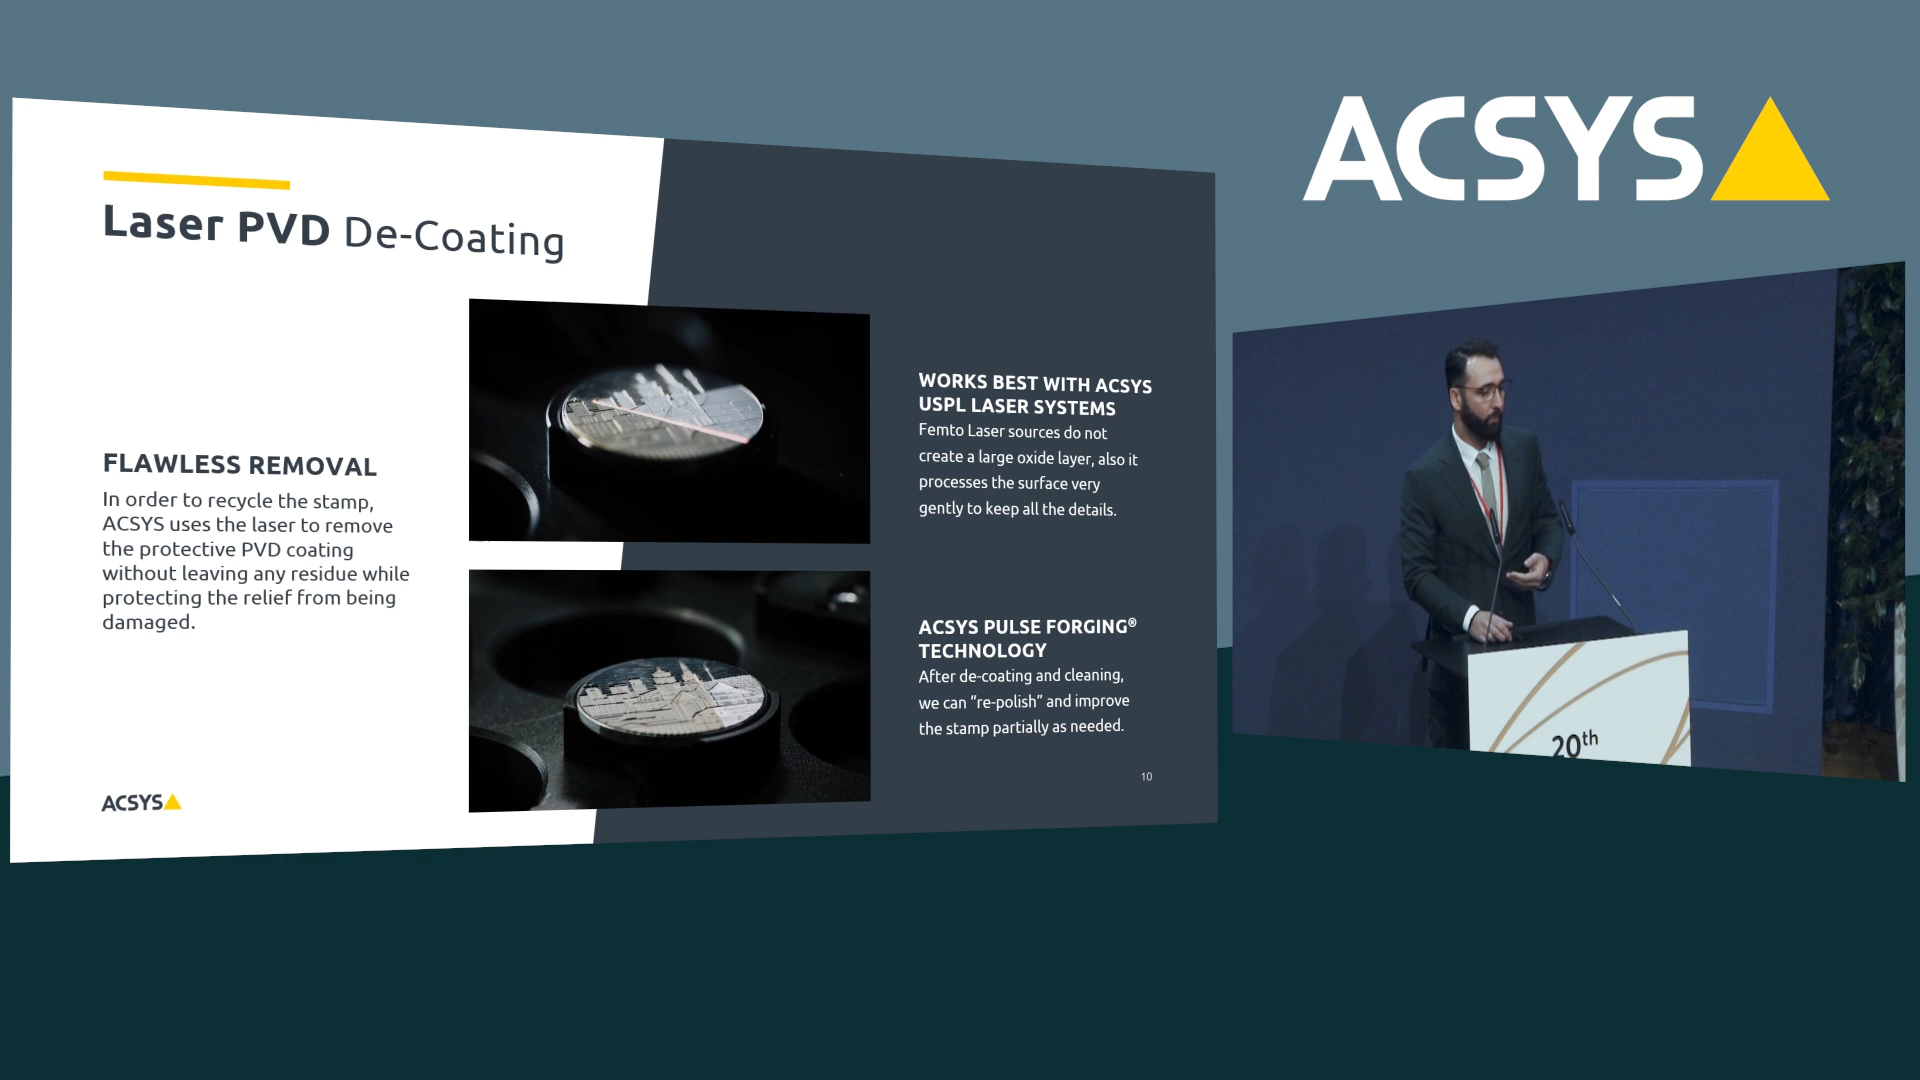 ACSYS
Laser PVD De-Coating
FLAWLESS REMOVAL
In order to recycle the stamp,
ACSYS uses the laser to remove
the protective PVD coating
without leaving any residue while
protecting the relief from being
damaged.
WORKS BEST WITH ACSYS
USPL LASER SYSTEMS
Femto Laser sources do not
create a large oxide layer, also it
processes the surface very
gently to keep all the details.
ACSYS PULSE FORGING®
TECHNOLOGY
After de-coating and cleaning,
we can “re-polish” and improve
the stamp partially as needed.
10
ACSYS
20th